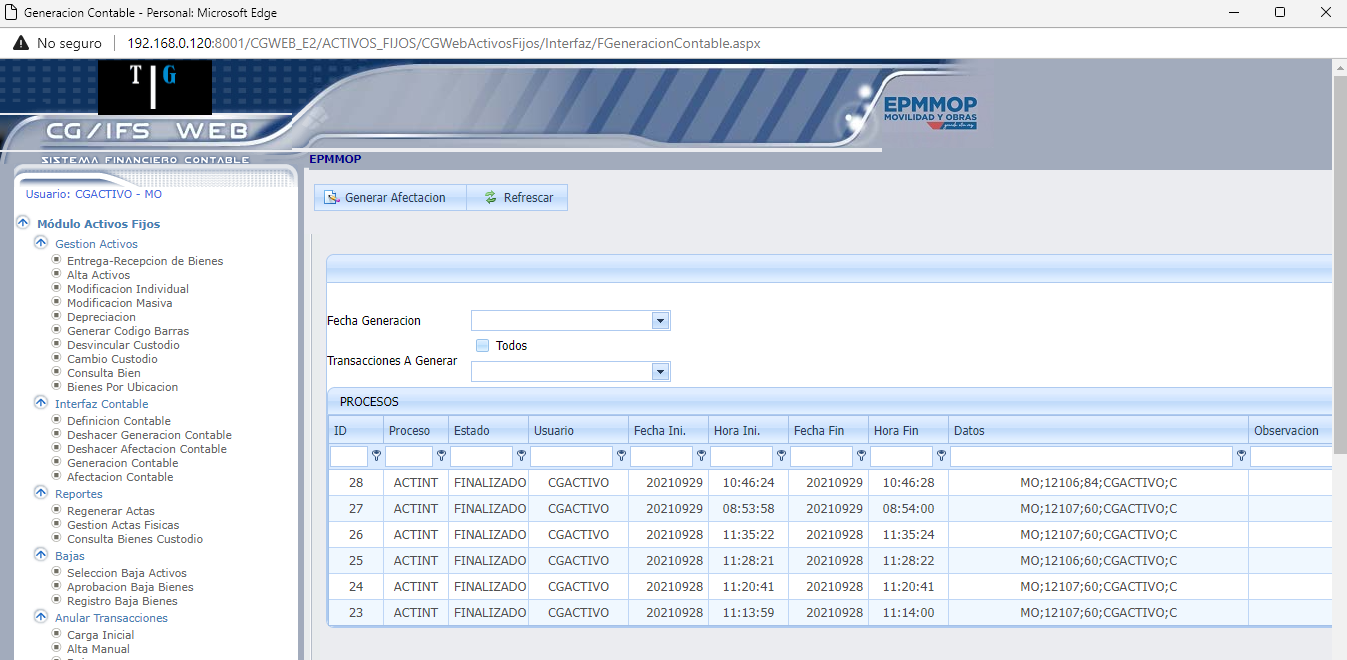 Generacion Contable - Personal: Microsoft Edge
No seguro
192.168.0.120:8001/CGWEB_E2/ACTIVOS_FIJOS/CGWebActivosFijos/Interfaz/FGeneracionContable.aspx
T G
CG/IFS WEB
SISTEMA FINANCIERO CONTABLE
EPMMOP
MOVILIDAD Y OBRAS
EPMMOP
Usuario: CGACTIVO - MO
Módulo Activos Fijos
Gestion Activos
Entrega-Recepcion de Bienes
Alta Activos
Modificacion Individual
Modificacion Masiva
Depreciacion
Generar Codigo Barras
Desvincular Custodio
Cambio Custodio
Consulta Bien
Bienes Por Ubicacion
Interfaz Contable
Definicion Contable
Deshacer Generacion Contable
Deshacer Afectacion Contable
Generacion Contable
Afectacion Contable
Reportes
Regenerar Actas
Gestion Actas Fisicas
Consulta Bienes Custodio
Bajas
Seleccion Baja Activos
Aprobacion Baja Bienes
Registro Baja Bienes
Anular Transacciones
Carga Inicial
Alta Manual
Generar Afectacion Refrescar
Fecha Generacion
Todos
Transacciones A Generar
PROCESOS
ID Proceso Estado Usuario Fecha Ini. Hora Ini. Fecha Fin Hora Fin Datos Observacion
28 ACTINT FINALIZADO CGACTIVO 20210929 10:46:24 20210929 10:46:28 MO;12106;84;CGACTIVO;C
27 ACTINT FINALIZADO CGACTIVO 20210929 08:53:58 20210929 08:54:00 MO;12107;60;CGACTIVO;C
26 ACTINT FINALIZADO CGACTIVO 20210928 11:35:22 20210928 11:35:24 MO;12107;60;CGACTIVO;C
25 ACTINT FINALIZADO CGACTIVO 20210928 11:28:21 20210928 11:28:22 MO;12106;60;CGACTIVO;C
24 ACTINT FINALIZADO CGACTIVO 20210928 11:20:41 20210928 11:20:41 MO;12107;60;CGACTIVO;C
23 ACTINT FINALIZADO CGACTIVO 20210928 11:13:59 20210928 11:14:00 MO;12107;60;CGACTIVO;C